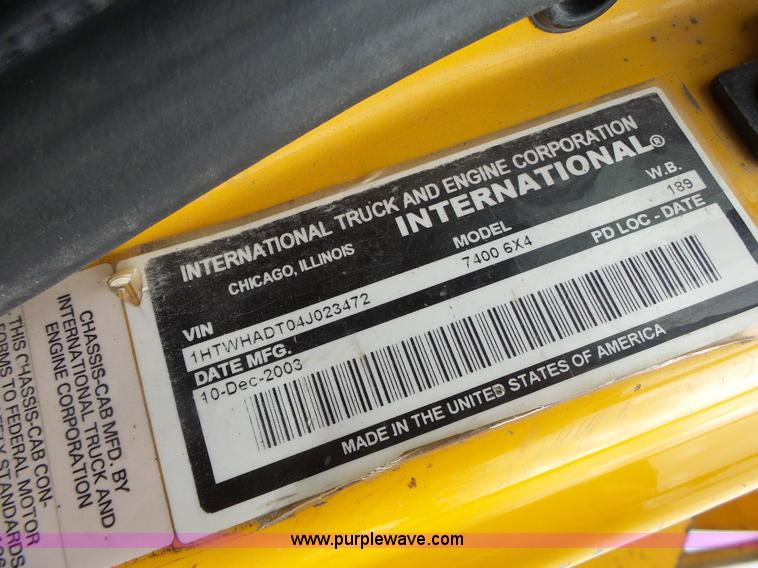 INTERNATIONAL TRUCK AND ENGINE CORPORATION
CHICAGO, ILLINOIS
INTERNATIONAL®
VIN
MODEL
W.B.
1HTWHADT04J023472
7400 6X4
189
DATE MFG.
PD LOC - DATE
10-Dec-2003
MADE IN THE UNITED STATES OF AMERICA
CHASSIS-CAB MFD. BY
INTERNATIONAL TRUCK AND
ENGINE CORPORATION
THIS CHASSIS-CAB CON-
FORMS TO FEDERAL MOTOR
STANDARDS
www.purplewave.com